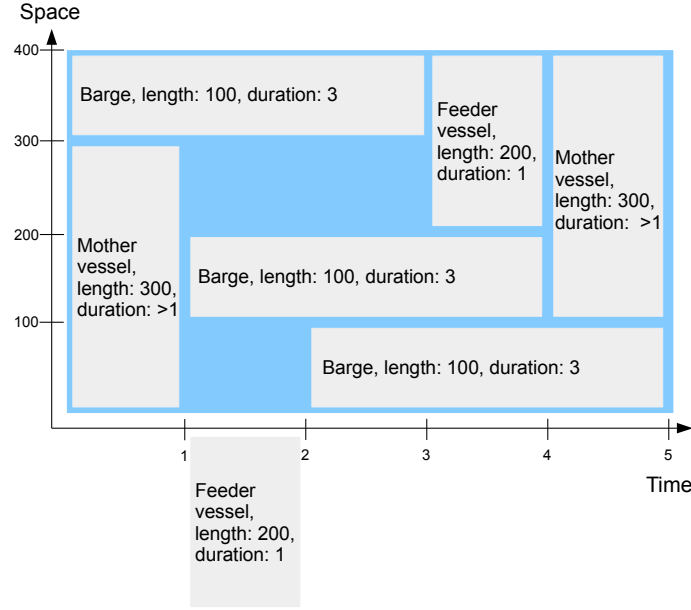 Space
400
Barge, length: 100, duration: 3
Feeder
vessel,
length: 200,
duration: 1
300
Mother
vessel,
length: 300,
duration:  >1
200
Mother
vessel,
length: 300,
duration: >1
Barge, length: 100, duration: 3
100
Barge, length: 100, duration: 3
1
2
3
4
5
Time
Feeder
vessel,
length: 200,
duration: 1